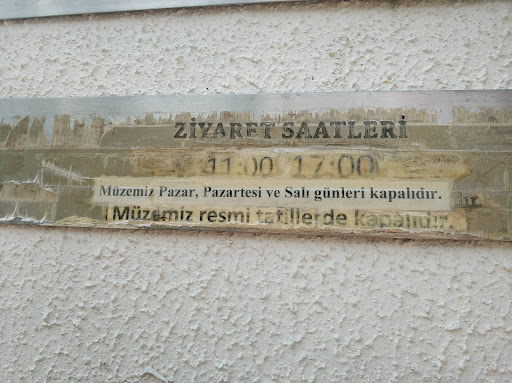 ZİYARET SAATLERİ
11:00 17:00
Müzemiz Pazar, Pazartesi ve Salı günleri kapalıdır.
Müzemiz resmi tatillerde kapalıdır.